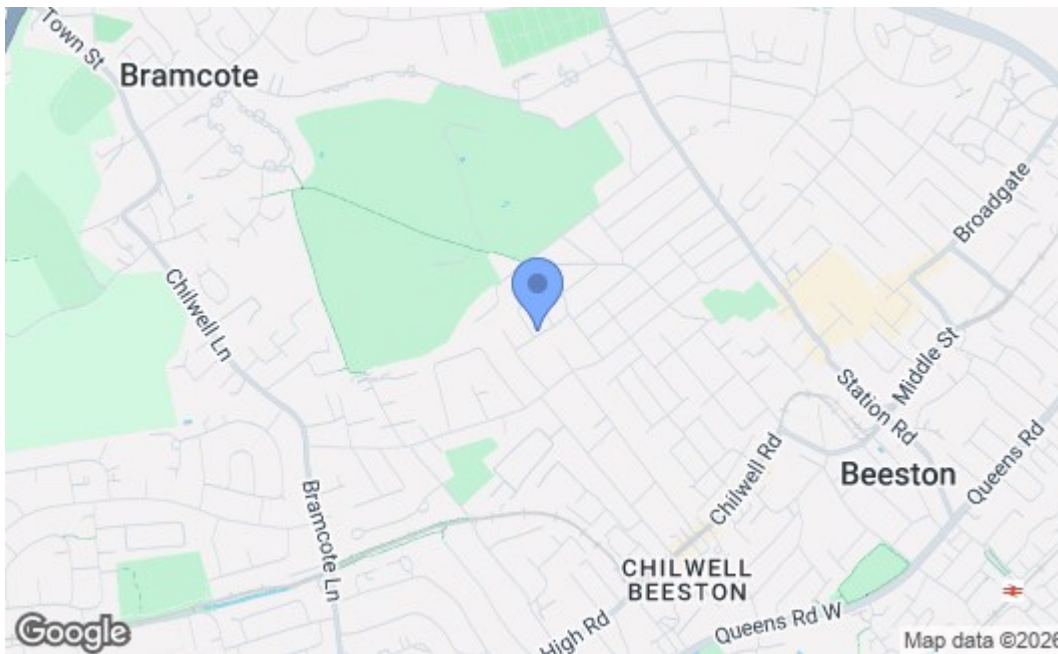 Town St
Bramcote
Broadgate
Chilwell Ln
Middle St
Station Rd
Queens Rd
Chilwell Rd
Beeston
Bramcote Ln
CHILWELL
BEESTON
High Rd
Queens Rd W
Google
Map data ©2026